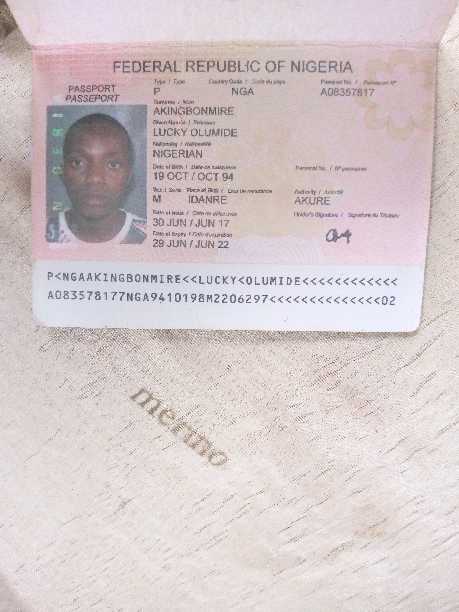 FEDERAL REPUBLIC OF NIGERIA
PASSPORT
PASSEPORT
Type / Type
Country Code / Code du pays
Passport No. / Passeport N°
P NGA A08357817
Surname / Nom
AKINGBONMIRE
Given Names / Prénoms
LUCKY OLUMIDE
Nationality / Nationalité
NIGERIAN
Date of Birth / Date de naissance
Personal No. / N° personnel
19 OCT / OCT 94
Sex / Sexe Place of Birth / Lieu de naissance
Authority / Autorité
M IDANRE AKURE
Date of Issue / Date de délivrance
Holder's Signature / Signature du Titulaire
30 JUN / JUN 17
Date of Expiry / Date d'expiration
29 JUN / JUN 22
P<NGAAKINGBONMIRE<<LUCKY<OLUMIDE<<<<<<<<<<<<
A083578177NGA9410198M2206297<<<<<<<<<<<<<<02
mermo